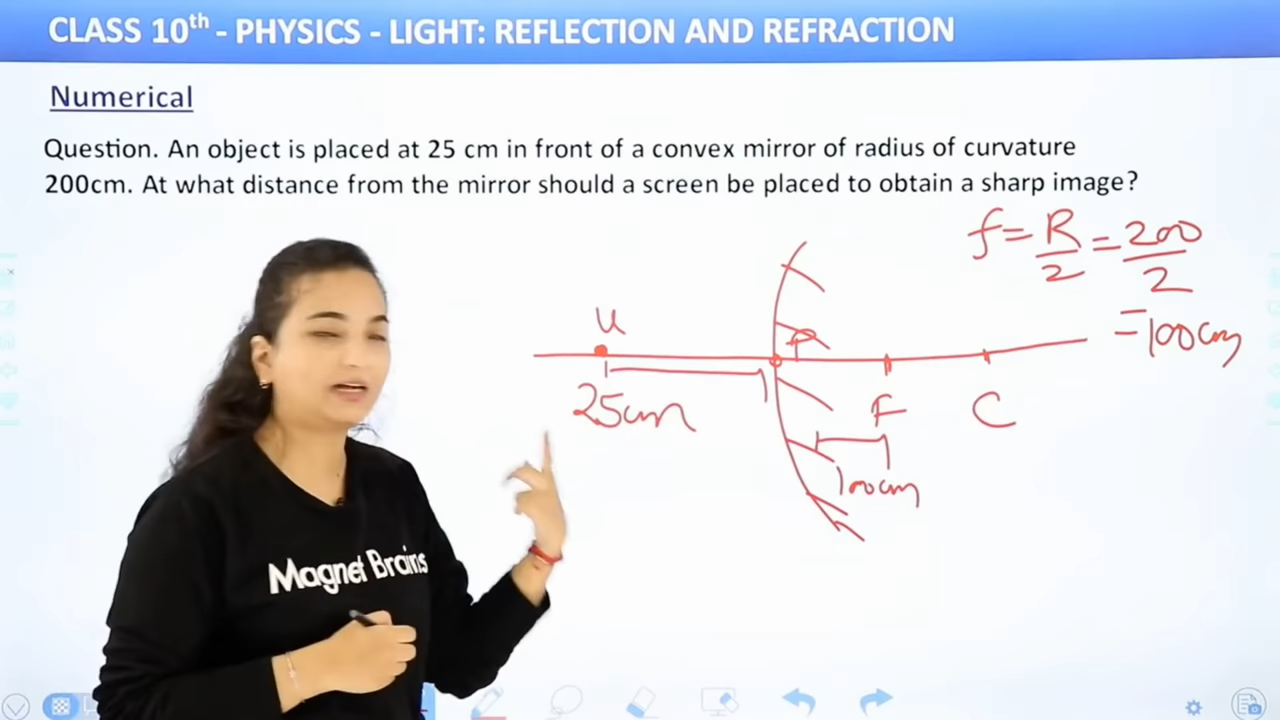 CLASS 10th - PHYSICS - LIGHT: REFLECTION AND REFRACTION
Numerical
Question. An object is placed at 25 cm in front of a convex mirror of radius of curvature
200cm. At what distance from the mirror should a screen be placed to obtain a sharp image?
f = R/2 = 200/2
= 100cm
u
P
25cm
F
C
100cm
Magnet Brains